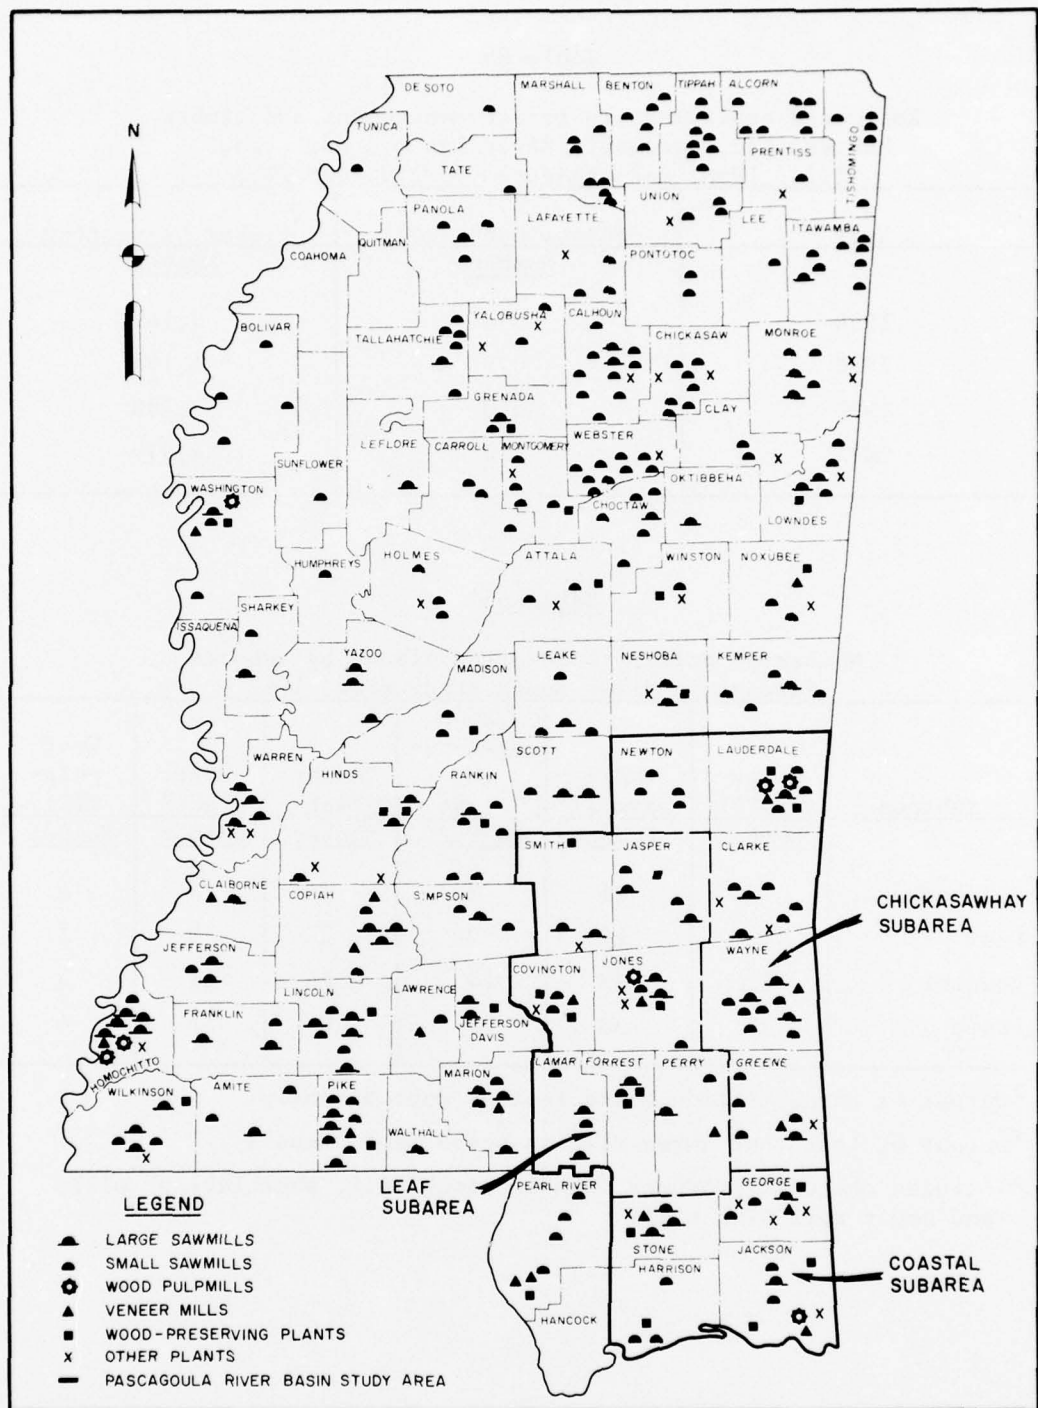 DE SOTO
MARSHALL
BENTON
TIPPAH
ALCORN
TUNICA
TATE
PRENTISS
TISHOMINGO
N
PANOLA
LAFAYETTE
UNION
LEE
ITAWAMBA
QUITMAN
COAHOMA
PONTOTOC
BOLIVAR
TALLAHATCHIE
YALOBUSHA
CALHOUN
CHICKASAW
MONROE
GRENADA
CLAY
LEFLORE
CARROLL
MONTGOMERY
WEBSTER
SUNFLOWER
WASHINGTON
CHOCTAW
OKTIBBEHA
LOWNDES
HUMPHREYS
HOLMES
ATTALA
WINSTON
NOXUBEE
SHARKEY
ISSAQUENA
YAZOO
MADISON
LEAKE
NESHOBA
KEMPER
WARREN
HINDS
RANKIN
SCOTT
NEWTON
LAUDERDALE
SMITH
JASPER
CLARKE
CLAIBORNE
COPIAH
SIMPSON
CHICKASAWHAY
SUBAREA
JEFFERSON
COVINGTON
JONES
WAYNE
LINCOLN
LAWRENCE
FRANKLIN
JEFFERSON
DAVIS
HOMOCHITTO
LAMAR
FORREST
PERRY
GREENE
WILKINSON
AMITE
PIKE
MARION
WALTHALL
LEAF
SUBAREA
PEARL RIVER
GEORGE
STONE
JACKSON
HARRISON
HANCOCK
COASTAL
SUBAREA
LEGEND
LARGE SAWMILLS
SMALL SAWMILLS
WOOD PULPMILLS
VENEER MILLS
WOOD-PRESERVING PLANTS
X OTHER PLANTS
PASCAGOULA RIVER BASIN STUDY AREA